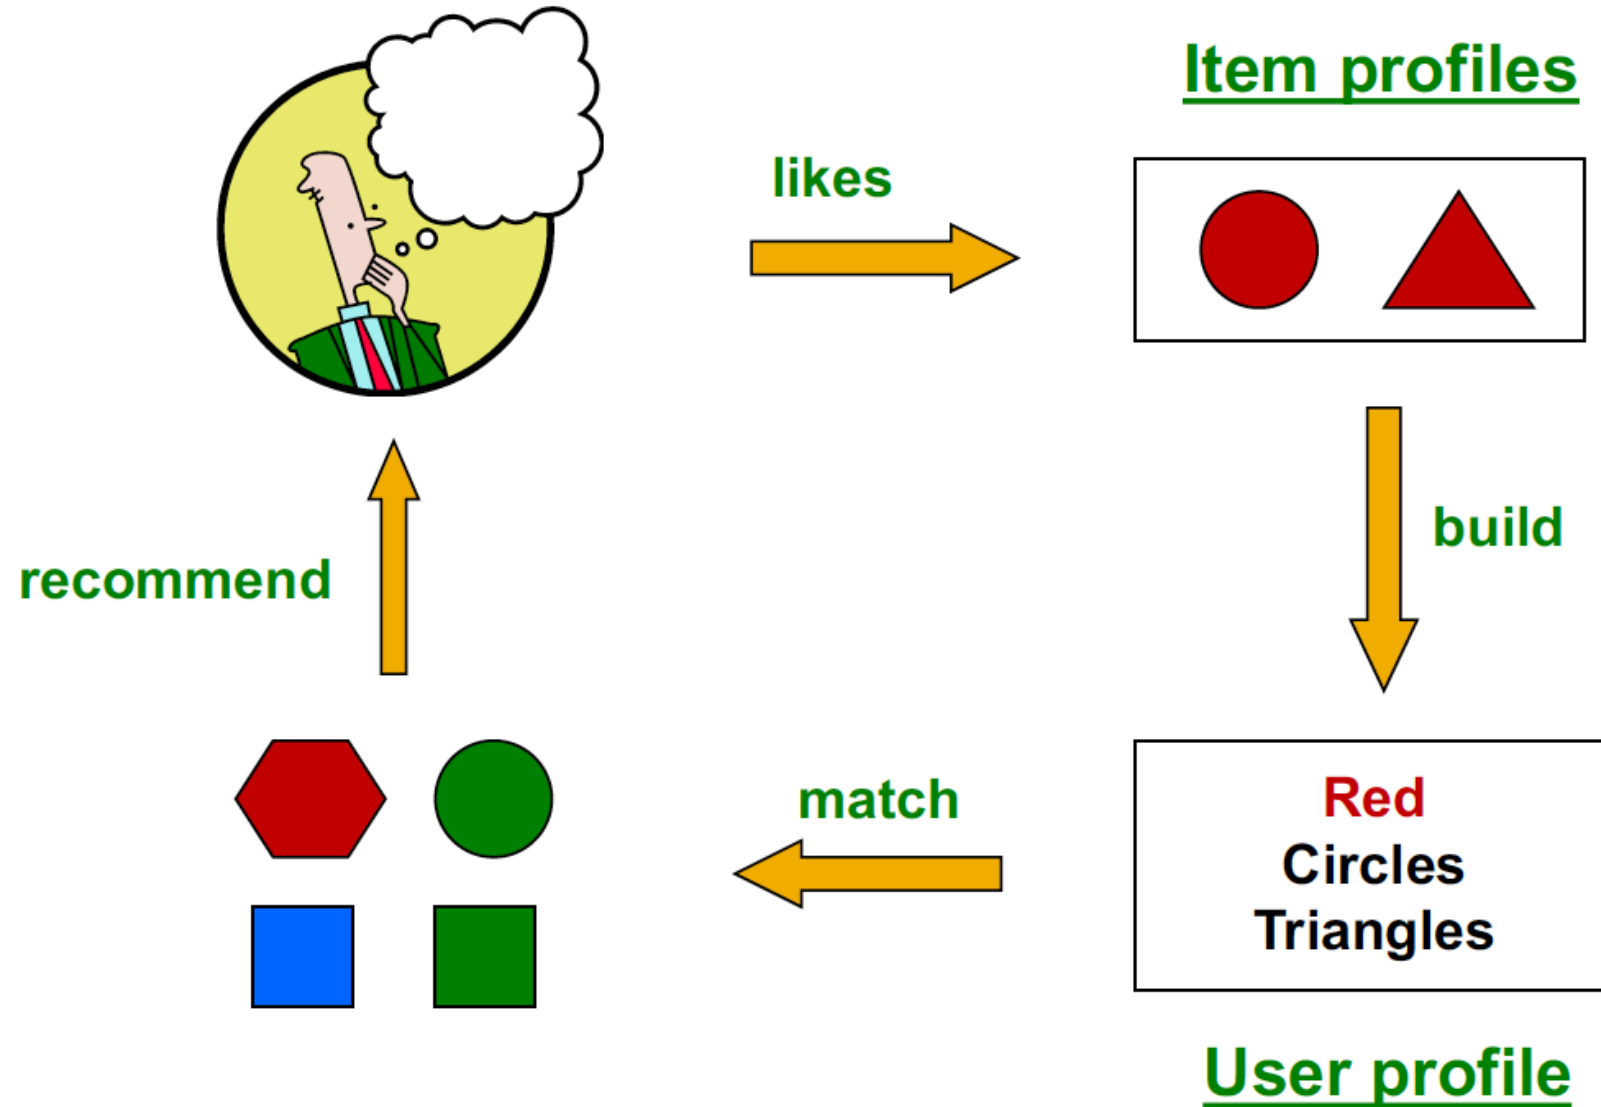 Item profiles
likes
build
recommend
match
Red
Circles
Triangles
User profile